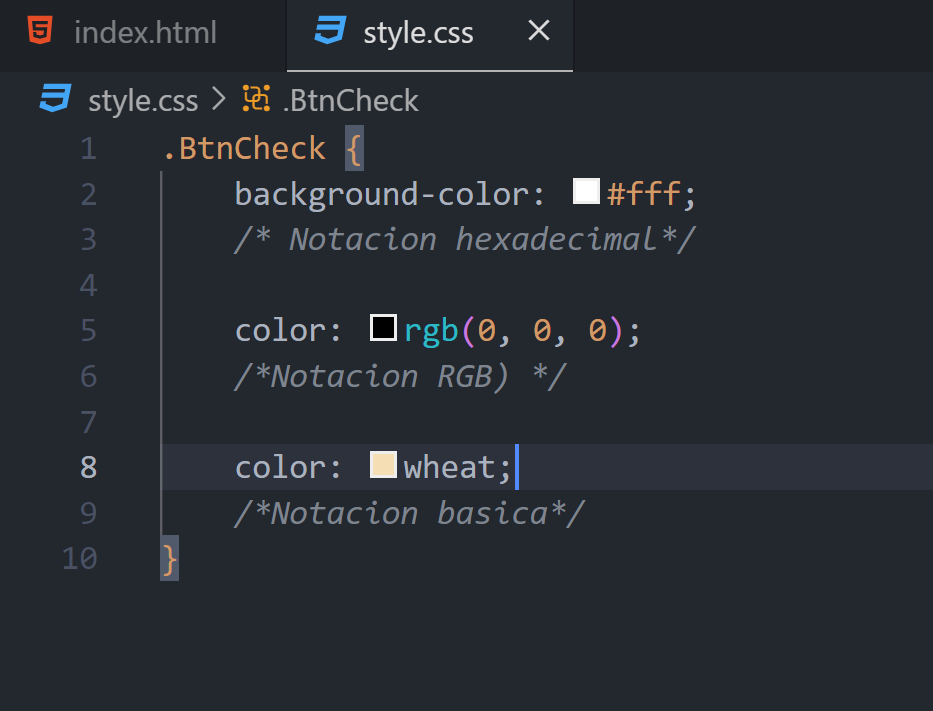 index.html style.css
style.css > .BtnCheck
1 .BtnCheck {
2 background-color: #fff;
3 /* Notacion hexadecimal*/
4
5 color: rgb(0, 0, 0);
6 /*Notacion RGB) */
7
8 color: wheat;
9 /*Notacion basica*/
10 }